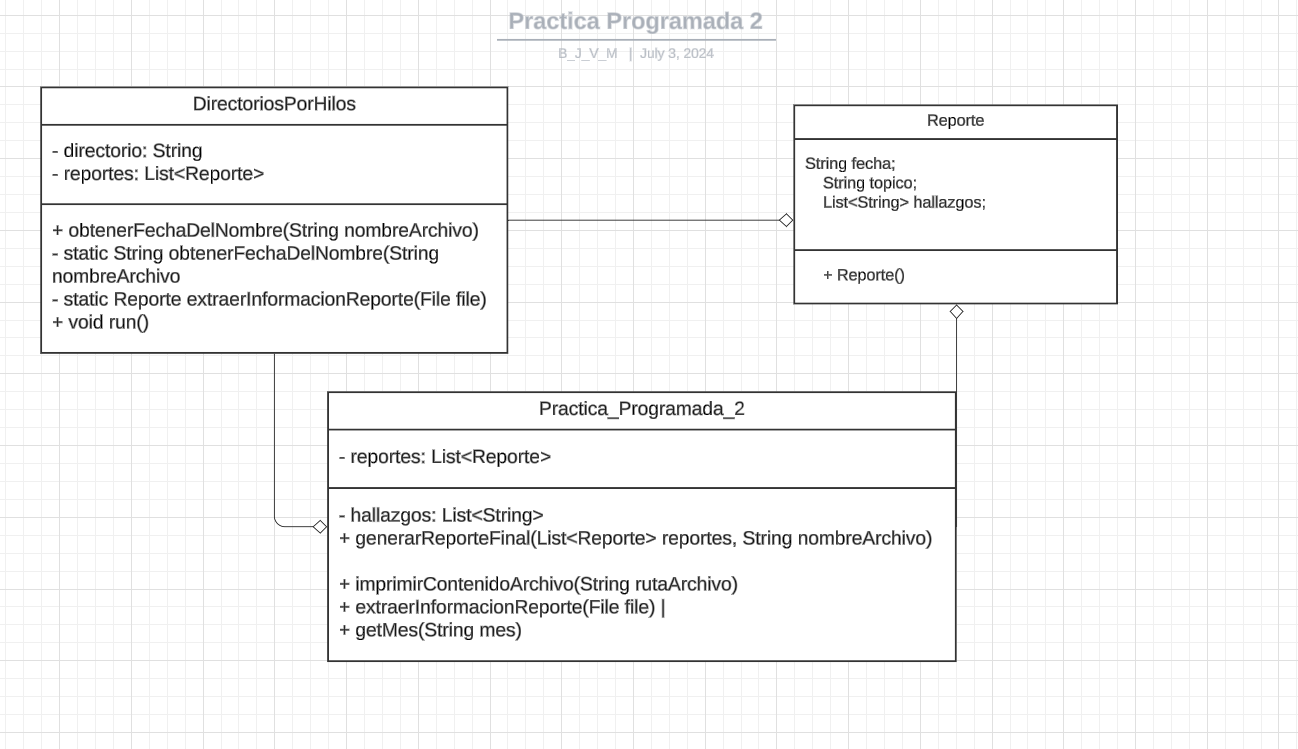 Practica Programada 2
B_J_V_M | July 3, 2024
DirectoriosPorHilos
- directorio: String
- reportes: List<Reporte>
+ obtenerFechaDelNombre(String nombreArchivo)
- static String obtenerFechaDelNombre(String
nombreArchivo
- static Reporte extraerInformacionReporte(File file)
+ void run()
Reporte
String fecha;
String topico;
List<String> hallazgos;
+ Reporte()
Practica_Programada_2
- reportes: List<Reporte>
- hallazgos: List<String>
+ generarReporteFinal(List<Reporte> reportes, String nombreArchivo)
+ imprimirContenidoArchivo(String rutaArchivo)
+ extraerInformacionReporte(File file) |
+ getMes(String mes)